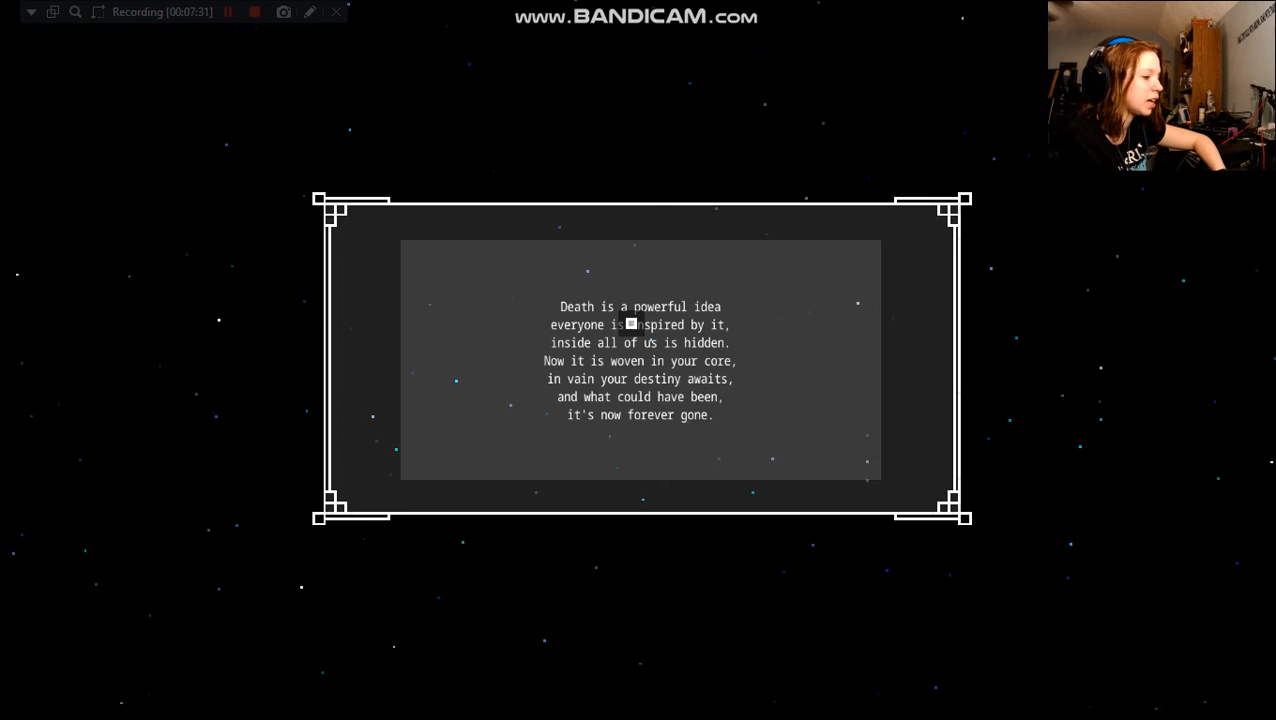 Recording [00:07:31]
www.BANDICAM.com
Death is a powerful idea
everyone is inspired by it,
inside all of us is hidden.
Now it is woven in your core,
in vain your destiny awaits,
and what could have been,
it's now forever gone.